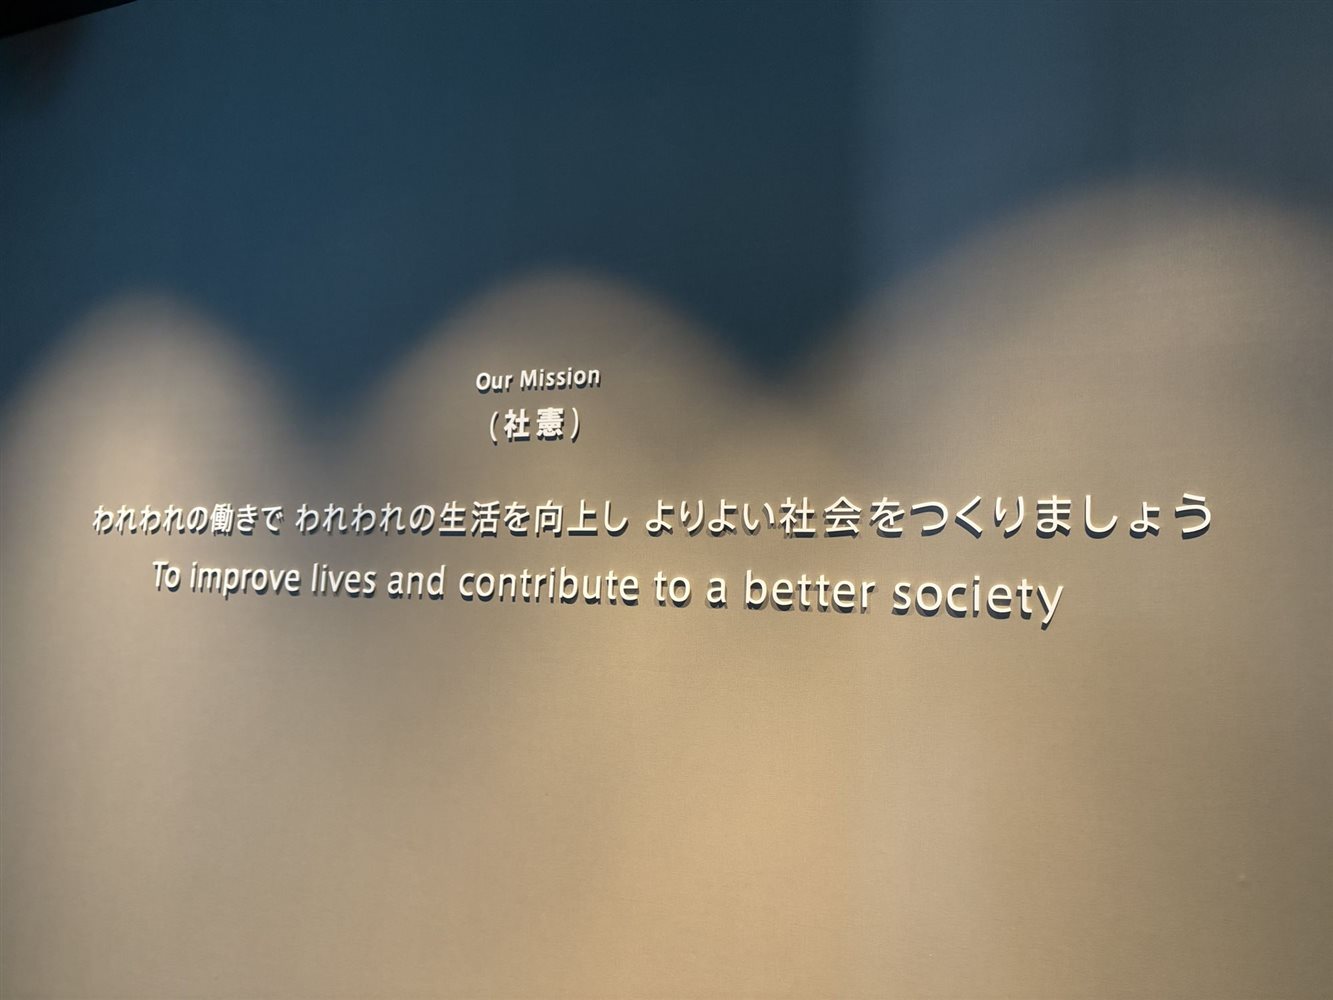 Our Mission
(社憲)
われわれの働きで われわれの生活を向上し よりよい社会をつくりましょう
To improve lives and contribute to a better society